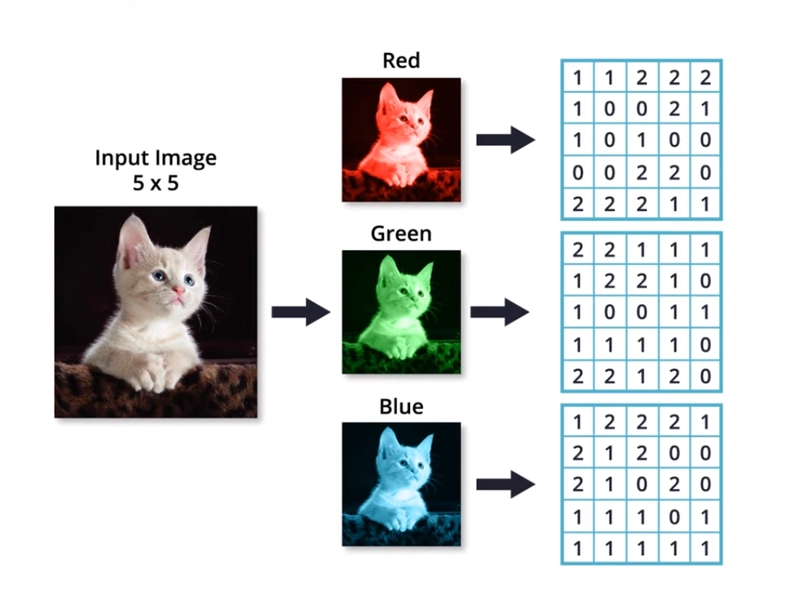 Red
1 1 2 2 2
1 0 0 2 1
1 0 1 0 0
0 0 2 2 0
2 2 2 1 1
Input Image
5 x 5
Green
2 2 1 1 1
1 2 2 1 0
1 0 0 1 1
1 1 1 1 0
2 2 1 2 0
Blue
1 2 2 2 1
2 1 2 0 0
2 1 0 2 0
1 1 1 0 1
1 1 1 1 1